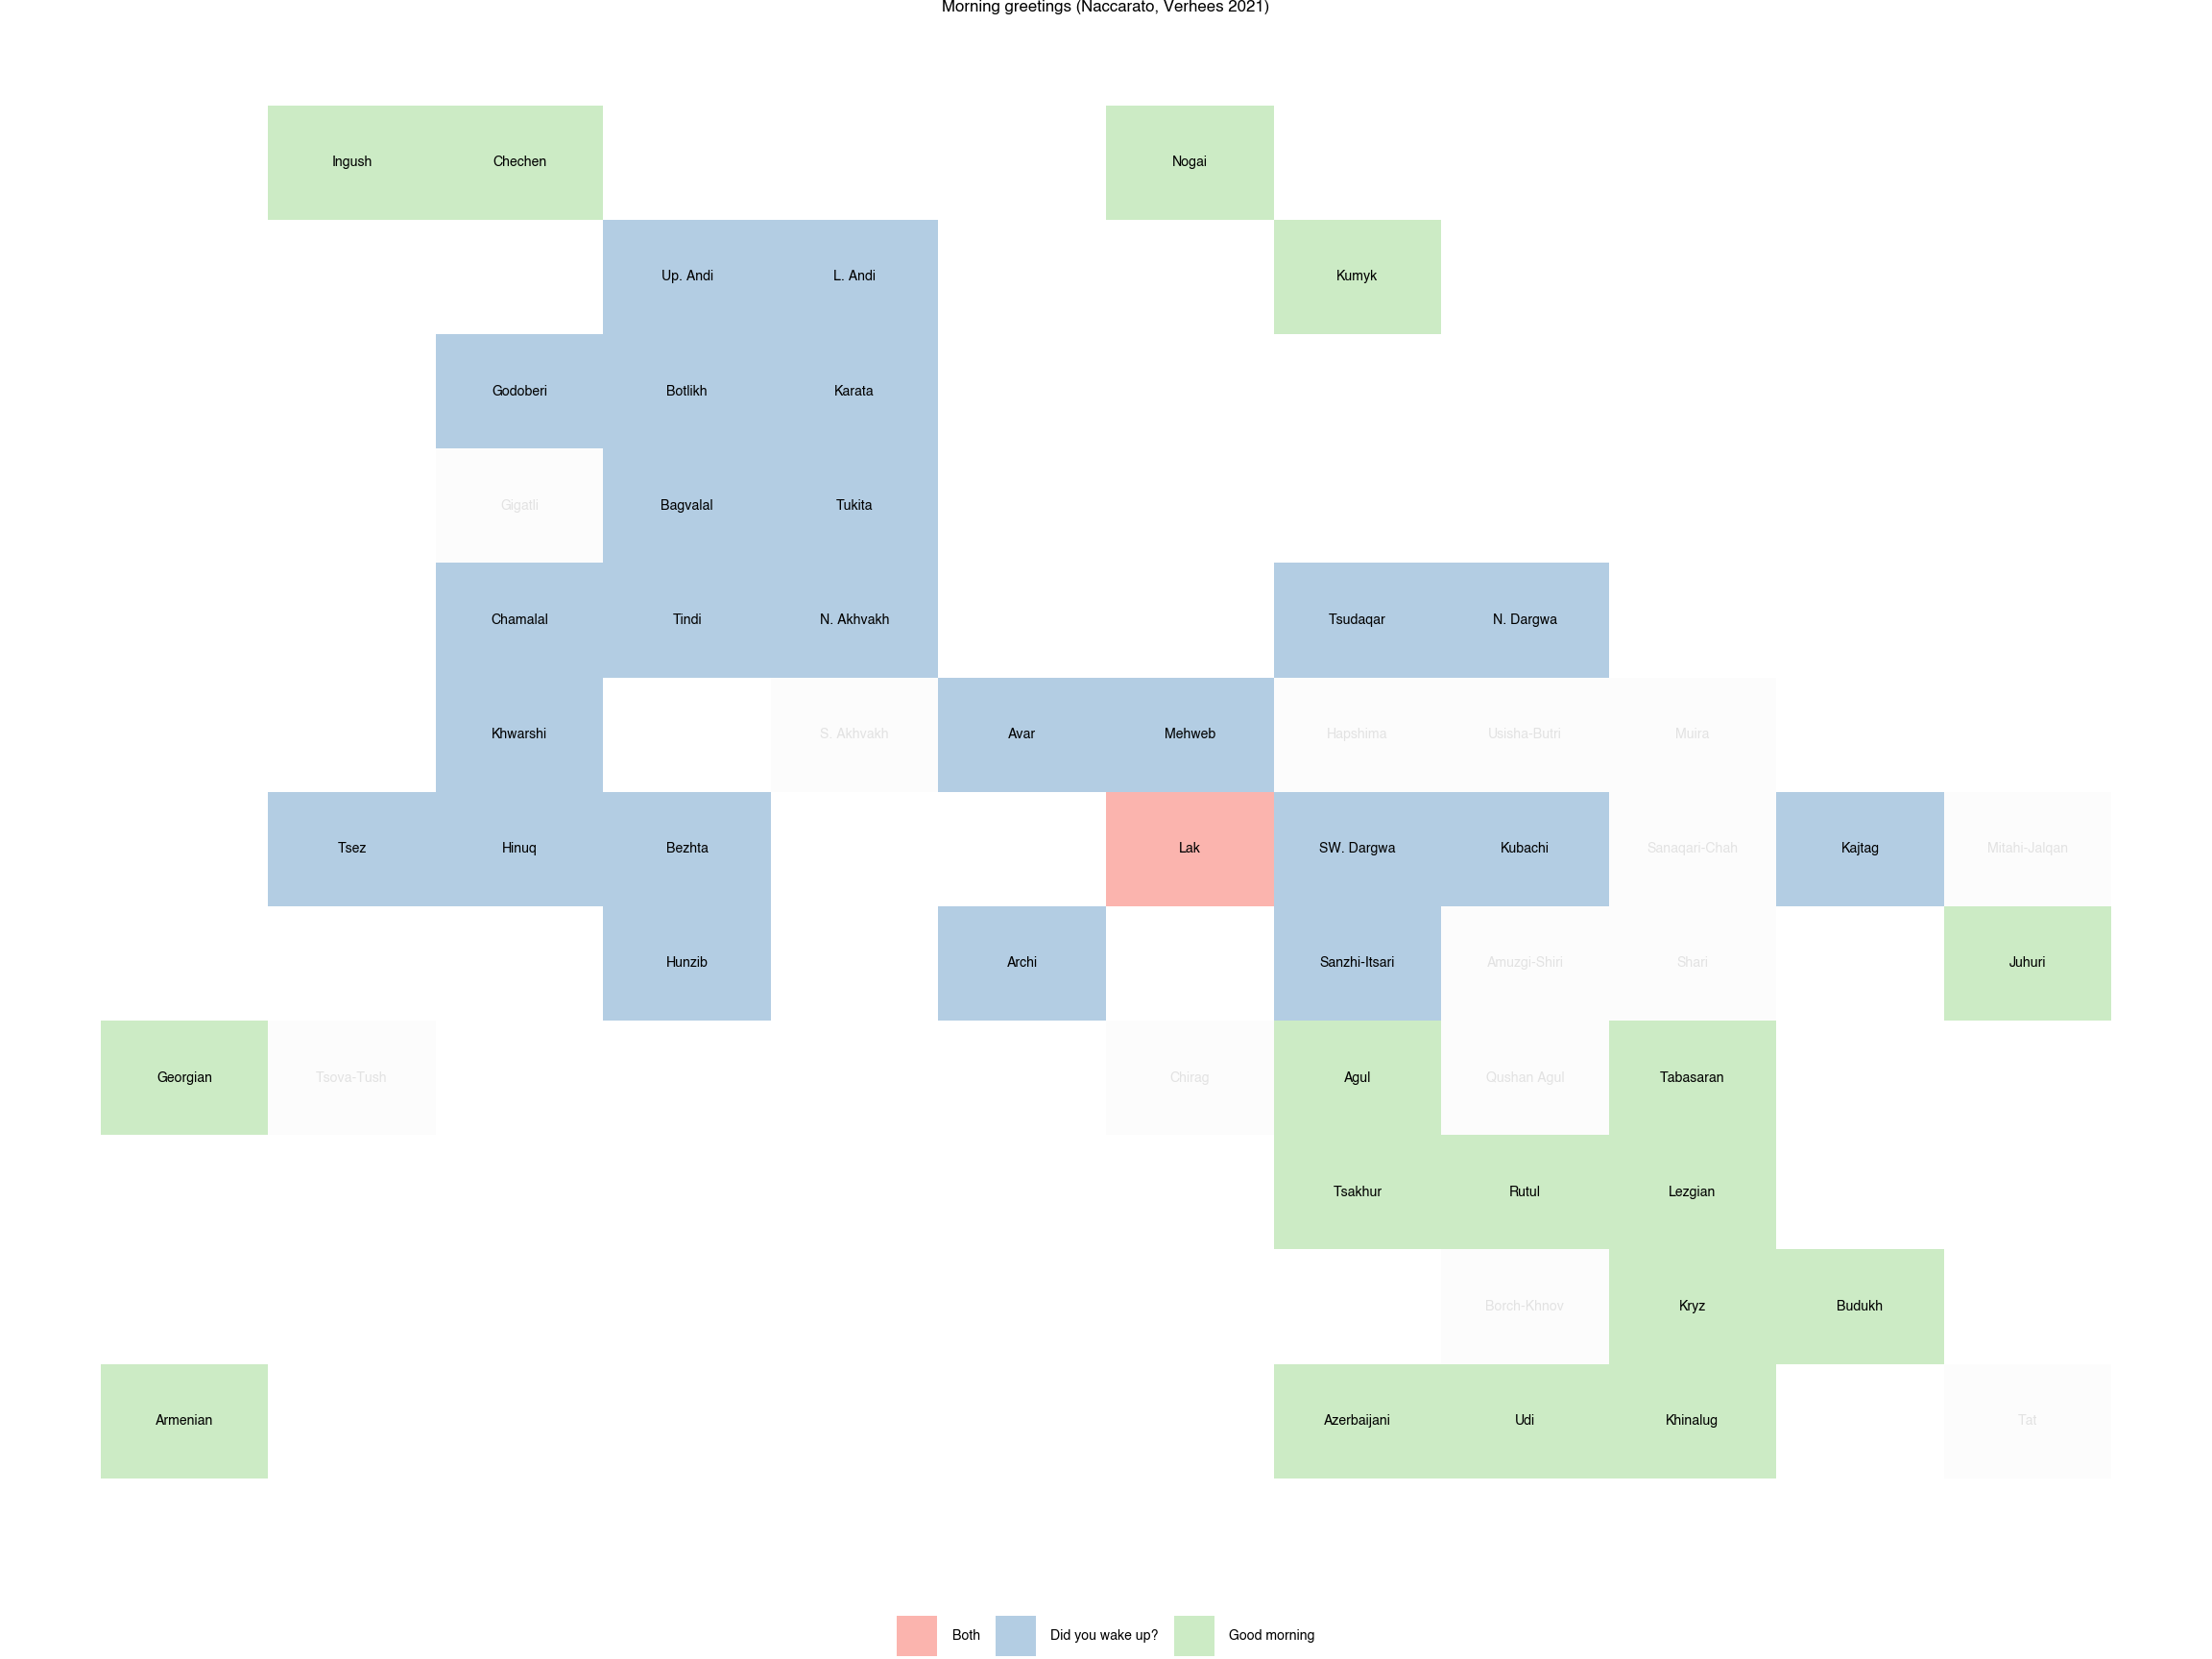 Morning greetings (Naccarato, Verhees 2021)
Ingush Chechen Nogai
Up. Andi L. Andi Kumyk
Godoberi Botlikh Karata
Gigatli Bagvalal Tukita
Chamalal Tindi N. Akhvakh Tsudaqar N. Dargwa
Khwarshi S. Akhvakh Avar Mehweb Hapshima Usisha-Butri Muira
Tsez Hinuq Bezhta Lak SW. Dargwa Kubachi Sanaqari-Chah Kajtag Mitahi-Jalqan
Hunzib Archi Sanzhi-Itsari Amuzgi-Shiri Shari Juhuri
Georgian Tsova-Tush Chirag Agul Qushan Agul Tabasaran
Tsakhur Rutul Lezgian
Borch-Khnov Kryz Budukh
Armenian Azerbaijani Udi Khinalug Tat
Both Did you wake up? Good morning